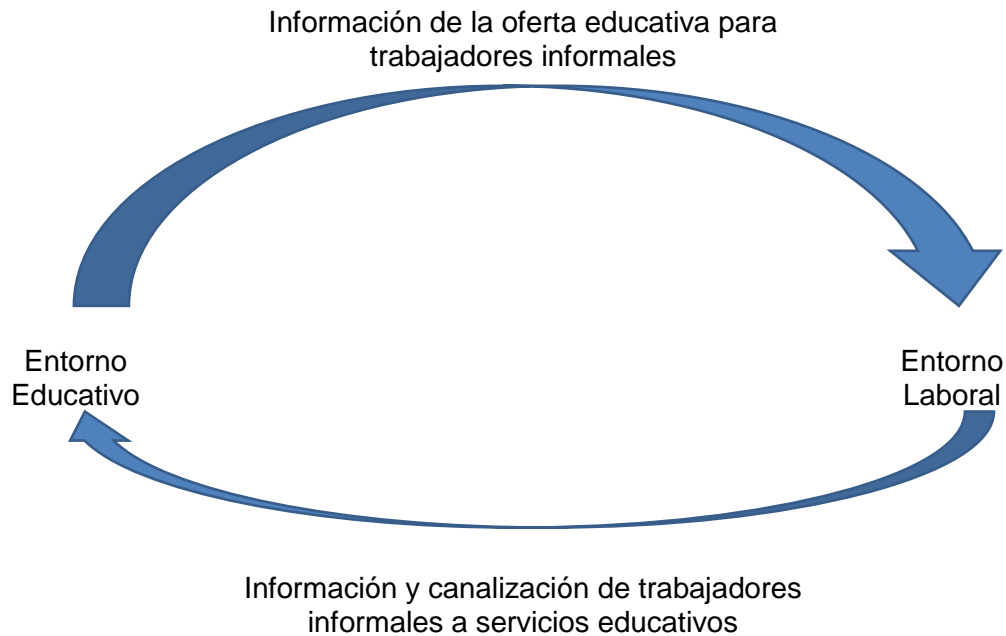 Información de la oferta educativa para
trabajadores informales
Entorno
Educativo
Entorno
Laboral
Información y canalización de trabajadores
informales a servicios educativos